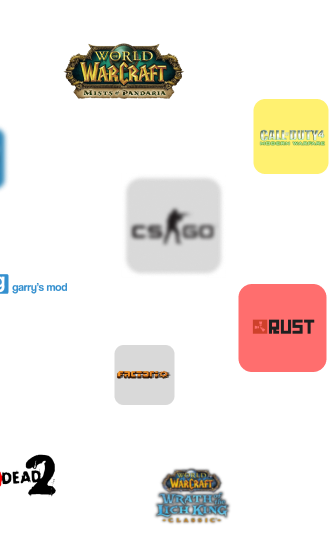 WORLD
WARCRAFT
MISTS of PANDARIA
CALL OF DUTY 4
MODERN WARFARE
CS GO
garry's mod
RUST
FACTORIO
DEAD 2
WORLD
WARCRAFT
WRATH OF THE
LICH KING
CLASSIC